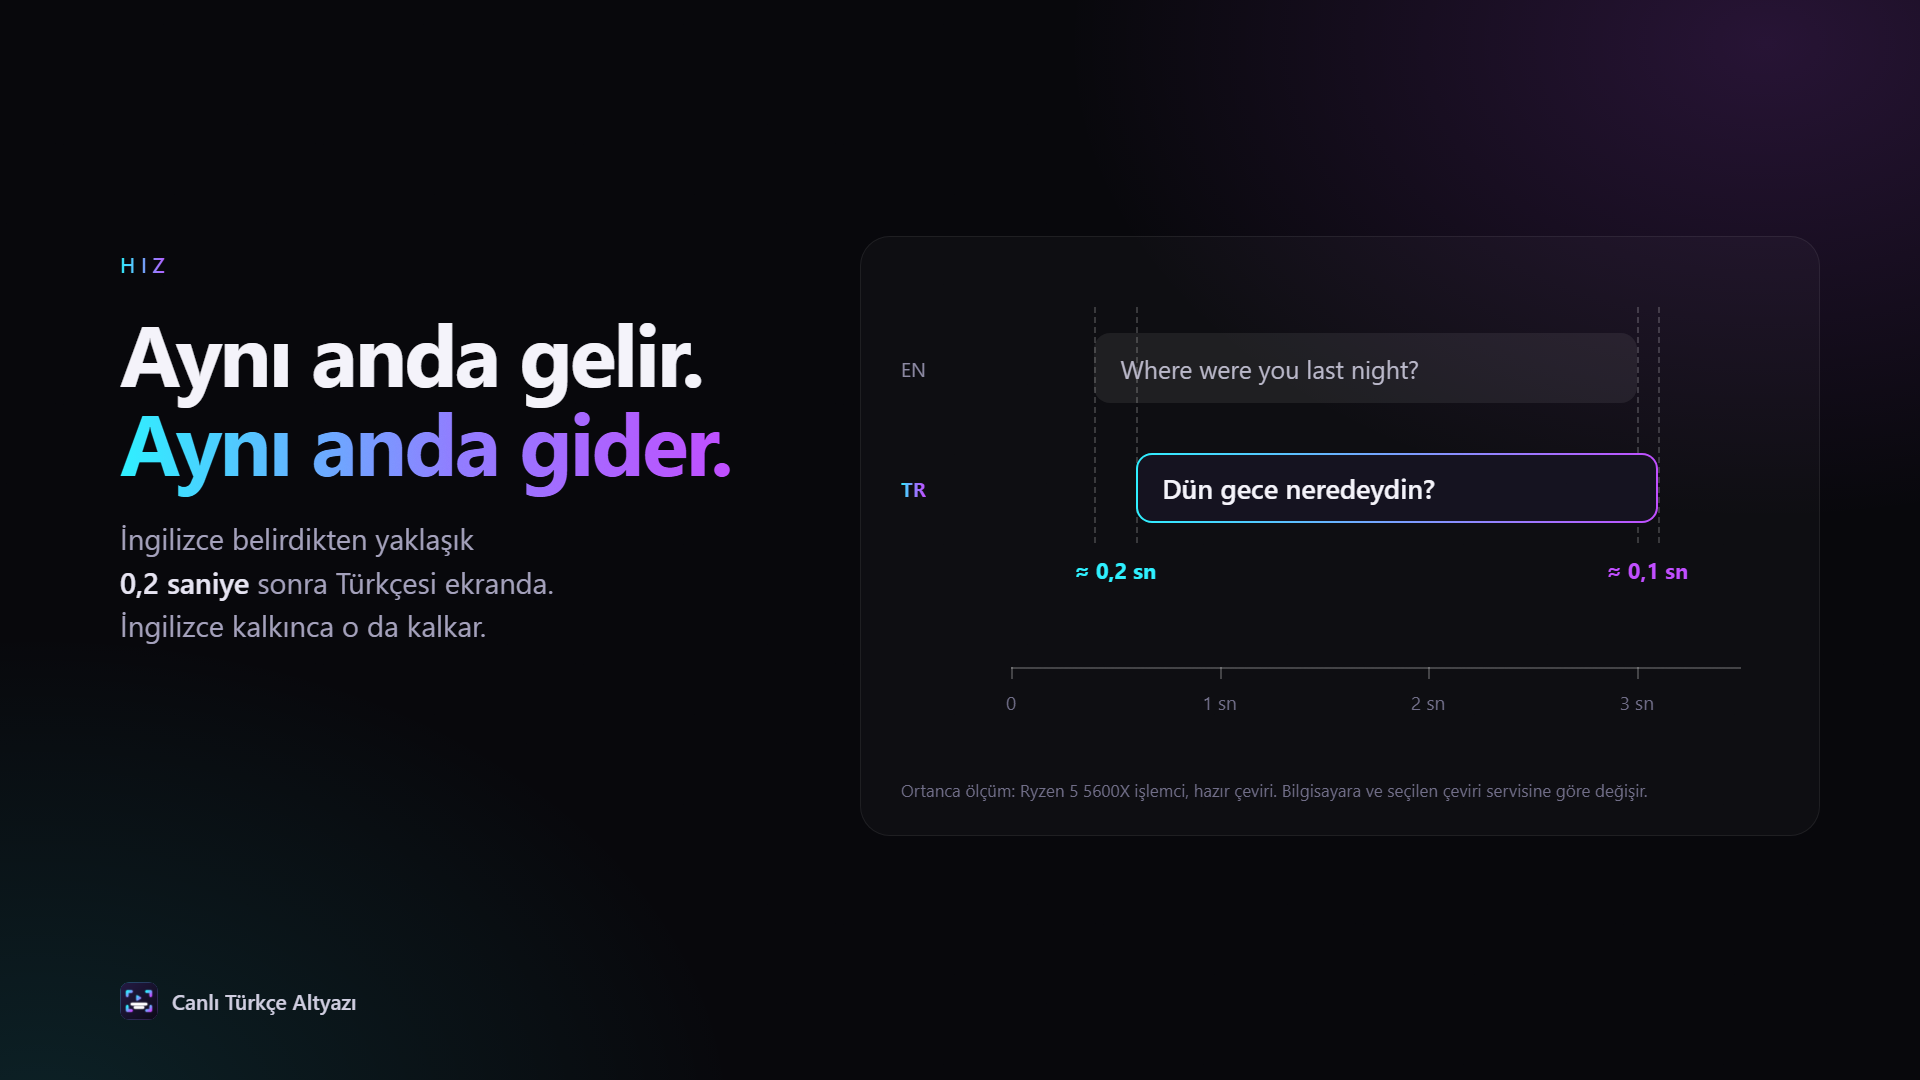 HIZ
Aynı anda gelir.
Aynı anda gider.
İngilizce belirdikten yaklaşık
0,2 saniye sonra Türkçesi ekranda.
İngilizce kalkınca o da kalkar.
EN
Where were you last night?
TR
Dün gece neredeydin?
≈ 0,2 sn
≈ 0,1 sn
0
1 sn
2 sn
3 sn
Ortanca ölçüm: Ryzen 5 5600X işlemci, hazır çeviri. Bilgisayara ve seçilen çeviri servisine göre değişir.
Canlı Türkçe Altyazı